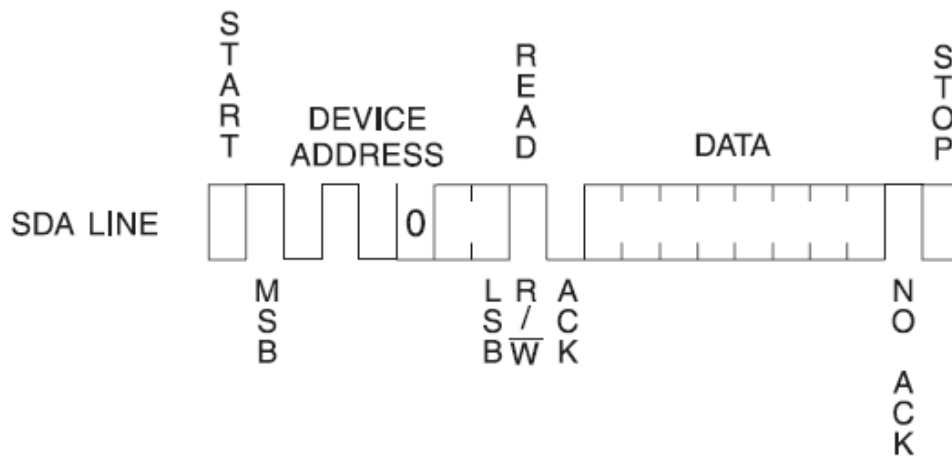 START
READ
STOP
DEVICE
ADDRESS
DATA
SDA LINE
0
MSB
LSB
R/W
ACK
NO ACK